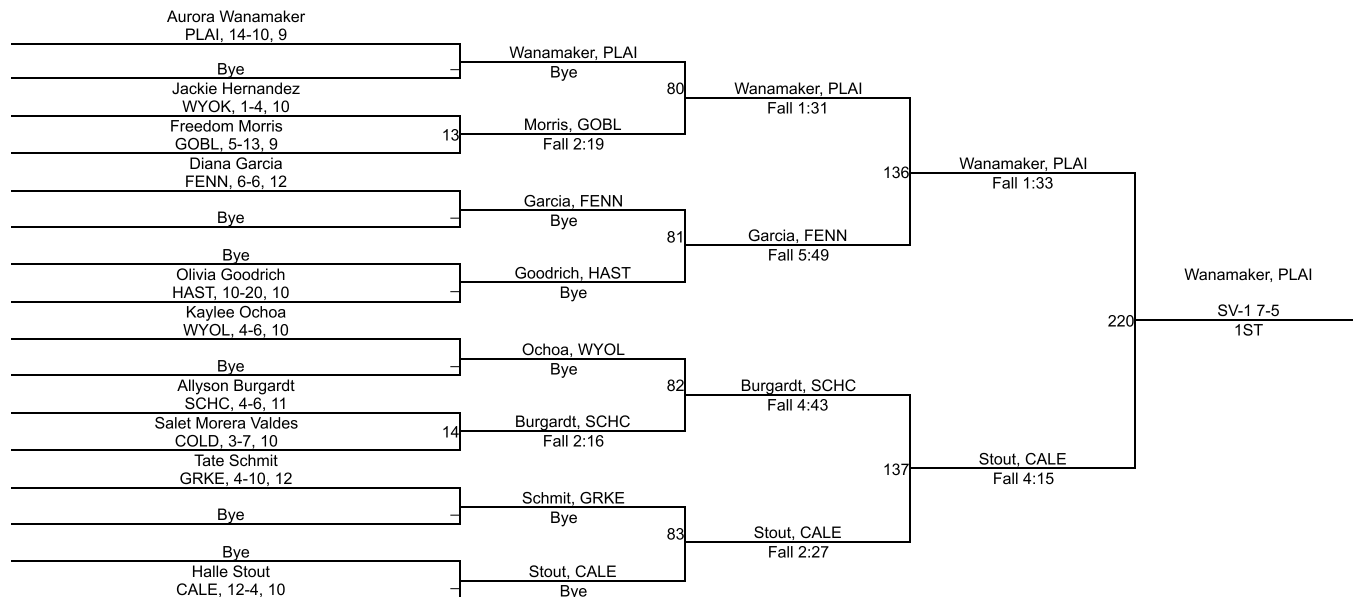 Aurora Wanamaker
PLAI, 14-10, 9
Bye
Jackie Hernandez
WYOK, 1-4, 10
Freedom Morris
GOBL, 5-13, 9
13
Diana Garcia
FENN, 6-6, 12
Bye
Bye
Olivia Goodrich
HAST, 10-20, 10
Kaylee Ochoa
WYOL, 4-6, 10
Bye
Allyson Burgardt
SCHC, 4-6, 11
Salet Morera Valdes
COLD, 3-7, 10
14
Tate Schmit
GRKE, 4-10, 12
Bye
Bye
Halle Stout
CALE, 12-4, 10
Wanamaker, PLAI
Bye
80
Morris, GOBL
Fall 2:19
Garcia, FENN
Bye
81
Goodrich, HAST
Bye
Ochoa, WYOL
Bye
82
Burgardt, SCHC
Fall 2:16
Schmit, GRKE
Bye
83
Stout, CALE
Bye
Wanamaker, PLAI
Fall 1:31
136
Garcia, FENN
Fall 5:49
Burgardt, SCHC
Fall 4:43
137
Stout, CALE
Fall 2:27
Wanamaker, PLAI
Fall 1:33
220
Stout, CALE
Fall 4:15
Wanamaker, PLAI
SV-1 7-5
1ST